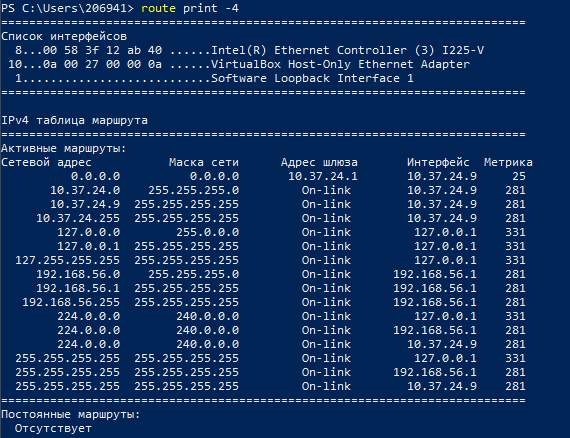 PS C:\Users\206941> route print -4
===========================================================================
Список интерфейсов
  8...00 58 3f 12 ab 40 ......Intel(R) Ethernet Controller (3) I225-V
 10...0a 00 27 00 00 0a ......VirtualBox Host-Only Ethernet Adapter
  1...........................Software Loopback Interface 1
===========================================================================

IPv4 таблица маршрута
===========================================================================
Активные маршруты:
Сетевой адрес           Маска сети      Адрес шлюза       Интерфейс  Метрика
          0.0.0.0          0.0.0.0       10.37.24.1       10.37.24.9     25
       10.37.24.0    255.255.255.0         On-link        10.37.24.9    281
       10.37.24.9  255.255.255.255         On-link        10.37.24.9    281
     10.37.24.255  255.255.255.255         On-link        10.37.24.9    281
        127.0.0.0        255.0.0.0         On-link         127.0.0.1    331
        127.0.0.1  255.255.255.255         On-link         127.0.0.1    331
  127.255.255.255  255.255.255.255         On-link         127.0.0.1    331
     192.168.56.0    255.255.255.0         On-link      192.168.56.1    281
     192.168.56.1  255.255.255.255         On-link      192.168.56.1    281
   192.168.56.255  255.255.255.255         On-link      192.168.56.1    281
        224.0.0.0        240.0.0.0         On-link         127.0.0.1    331
        224.0.0.0        240.0.0.0         On-link      192.168.56.1    281
        224.0.0.0        240.0.0.0         On-link        10.37.24.9    281
  255.255.255.255  255.255.255.255         On-link         127.0.0.1    331
  255.255.255.255  255.255.255.255         On-link      192.168.56.1    281
  255.255.255.255  255.255.255.255         On-link        10.37.24.9    281
===========================================================================
Постоянные маршруты:
  Отсутствует